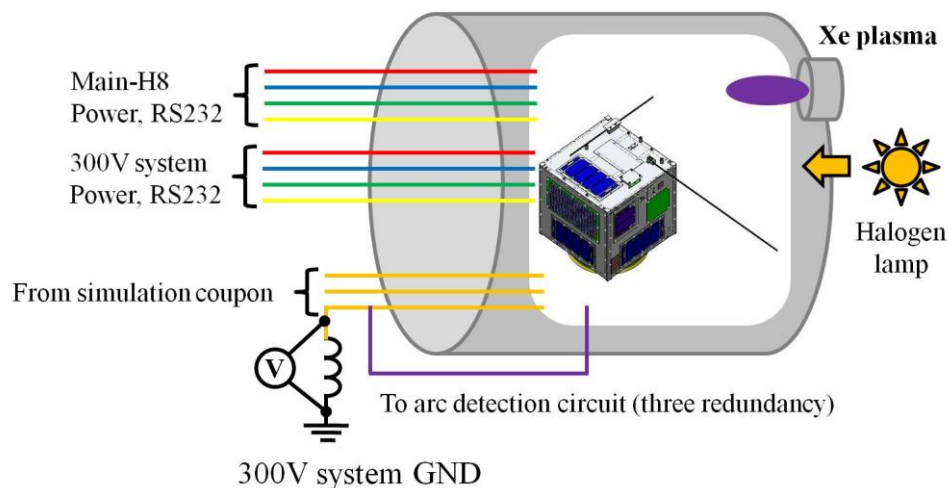 Xe plasma
Main-H8
Power, RS232
300V system
Power, RS232
Halogen
lamp
From simulation coupon
V
To arc detection circuit (three redundancy)
300V system GND